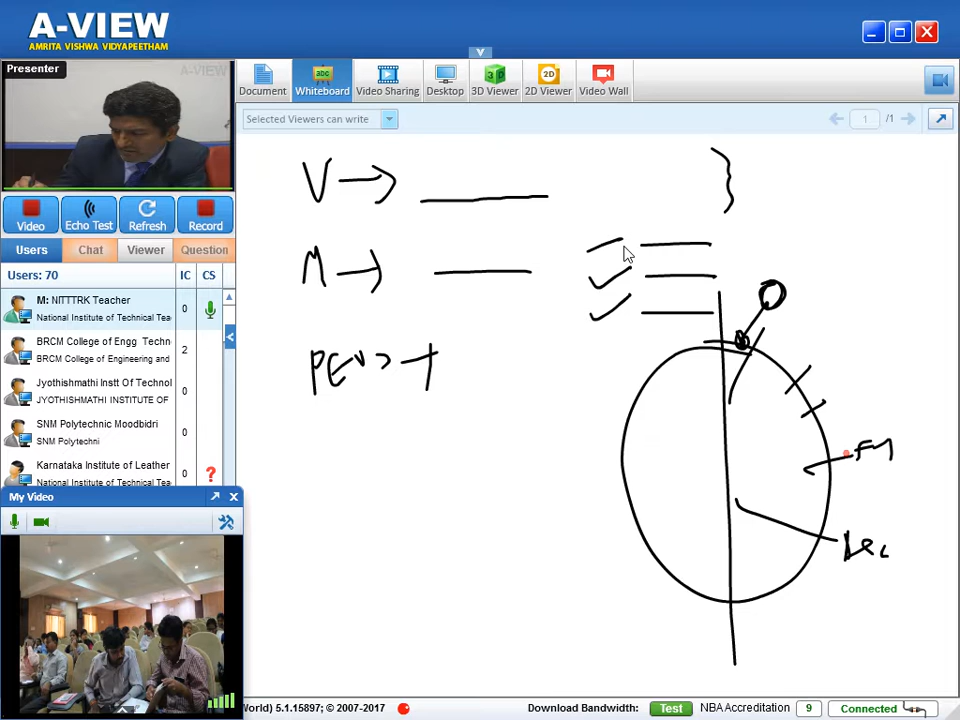 A-VIEW
AMRITA VISHWA VIDYAPEETHAM
V
Presenter
A-VIEW
Document
Whiteboard
Video Sharing
Desktop
3D Viewer
2D Viewer
Video Wall
Selected Viewers can write
1
/1
Video
Echo Test
Refresh
Record
Users
Chat
Viewer
Question
Users: 70
IC
CS
M: NITTTRK Teacher
National Institute of Technical Tea
0
BRCM College of Engg Techn
BRCM College of Engineering and
2
Jyothishmathi Instt Of Technol
JYOTHISHMATHI INSTITUTE OF
0
SNM Polytechnic Moodbidri
SNM Polytechni
0
Karnataka Institute of Leather
National Institute of Technical Tea
0
?
My Video
V
M
World) 5.1.15897; © 2007-2017
Download Bandwidth:
Test
NBA Accreditation
9
Connected